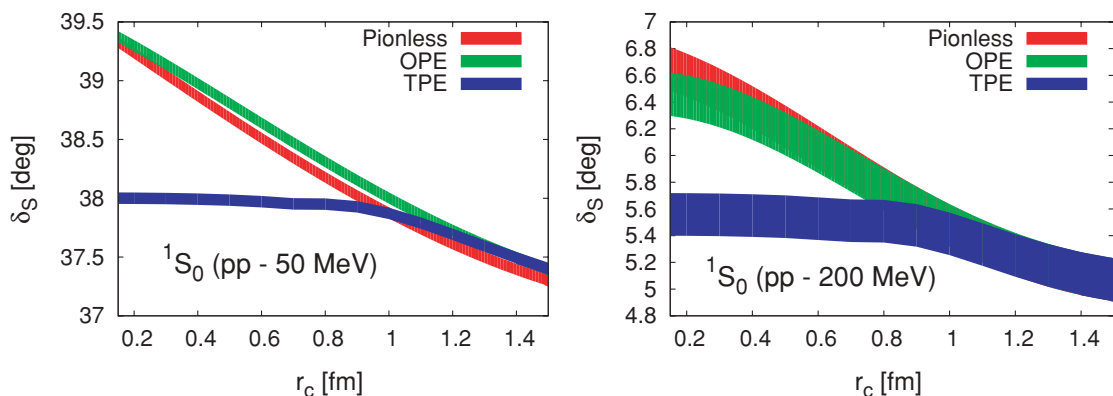 39.5
39
38.5
38
37.5
37
δS [deg]
Pionless
OPE
TPE
1S0 (pp - 50 MeV)
0.2 0.4 0.6 0.8 1 1.2 1.4
rc [fm]
7
6.8
6.6
6.4
6.2
6
5.8
5.6
5.4
5.2
5
4.8
δS [deg]
Pionless
OPE
TPE
1S0 (pp - 200 MeV)
0.2 0.4 0.6 0.8 1 1.2 1.4
rc [fm]